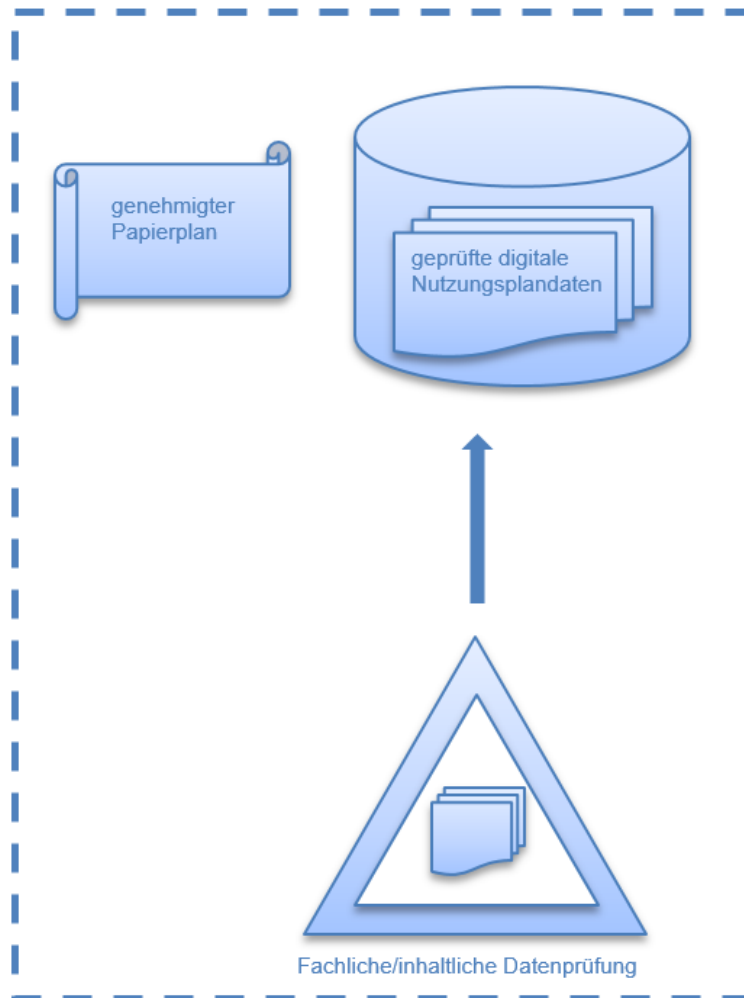 genehmigter
Papierplan
geprüfte digitale
Nutzungsplandaten
Fachliche/inhaltliche Datenprüfung